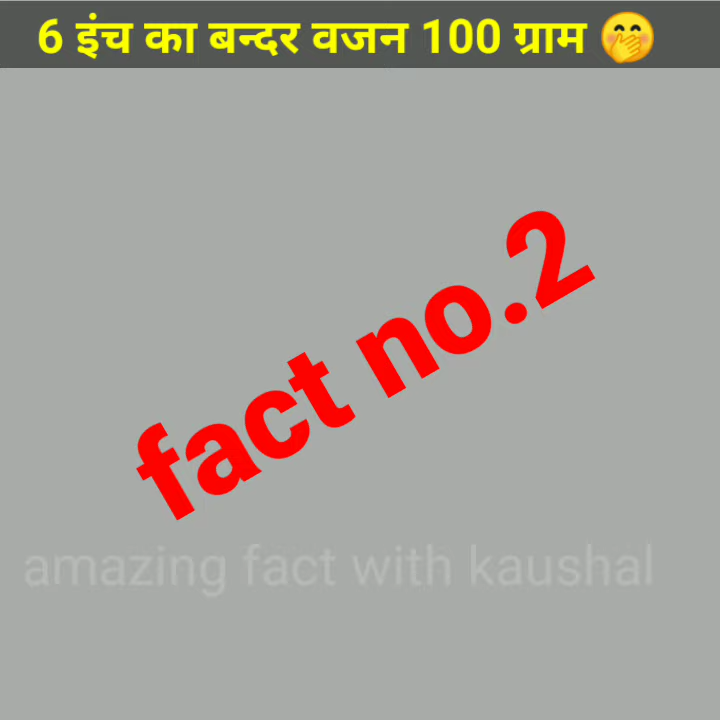 6 इंच का बन्दर वजन 100 ग्राम 🤭
fact no.2
amazing fact with kaushal